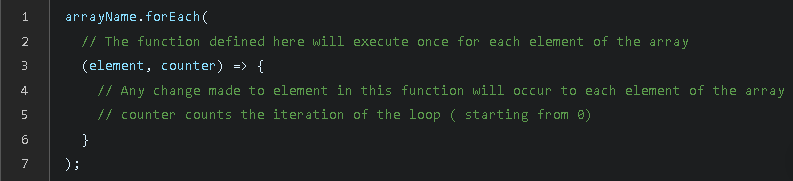 1 arrayName.forEach(
2 // The function defined here will execute once for each element of the array
3 (element, counter) => {
4 // Any change made to element in this function will occur to each element of the array
5 // counter counts the iteration of the loop ( starting from 0)
6 }
7 );